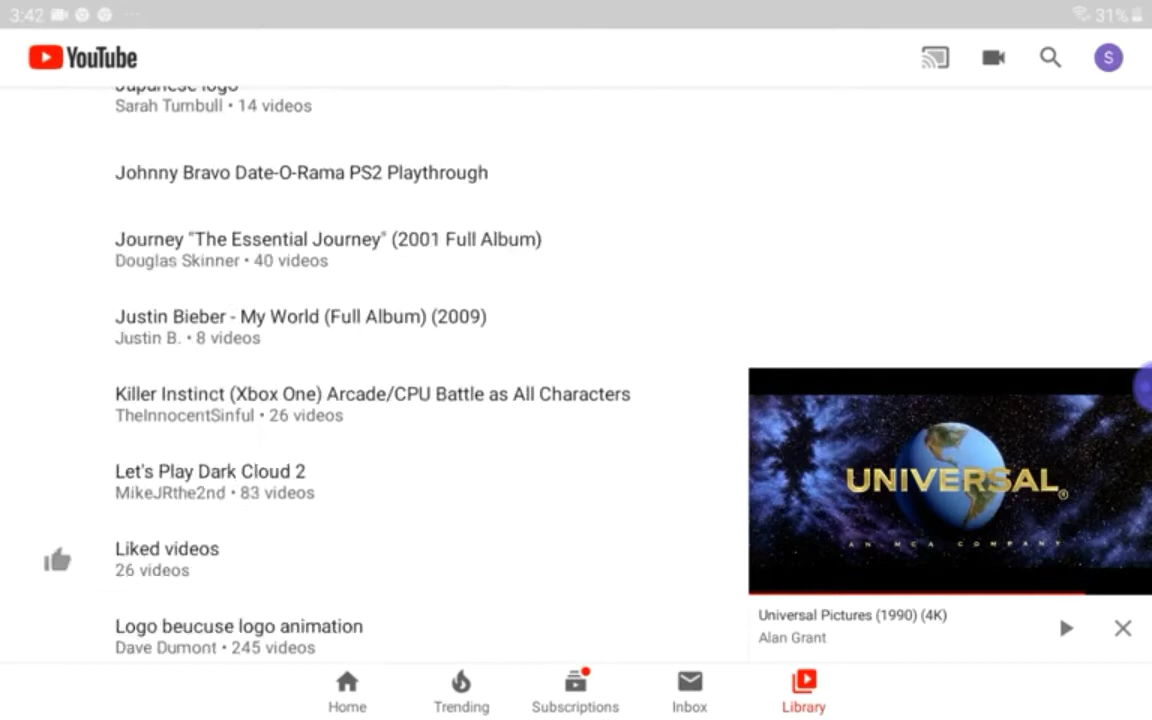 3:42
31%
YouTube
S
Japanese logo
Sarah Turnbull • 14 videos
Johnny Bravo Date-O-Rama PS2 Playthrough
Journey "The Essential Journey" (2001 Full Album)
Douglas Skinner • 40 videos
Justin Bieber - My World (Full Album) (2009)
Justin B. • 8 videos
Killer Instinct (Xbox One) Arcade/CPU Battle as All Characters
TheInnocentSinful • 26 videos
Let's Play Dark Cloud 2
MikeJRthe2nd • 83 videos
Liked videos
26 videos
Logo beucuse logo animation
Dave Dumont • 245 videos
UNIVERSAL®
AN MCA COMPANY
Universal Pictures (1990) (4K)
Alan Grant
Home
Trending
Subscriptions
Inbox
Library